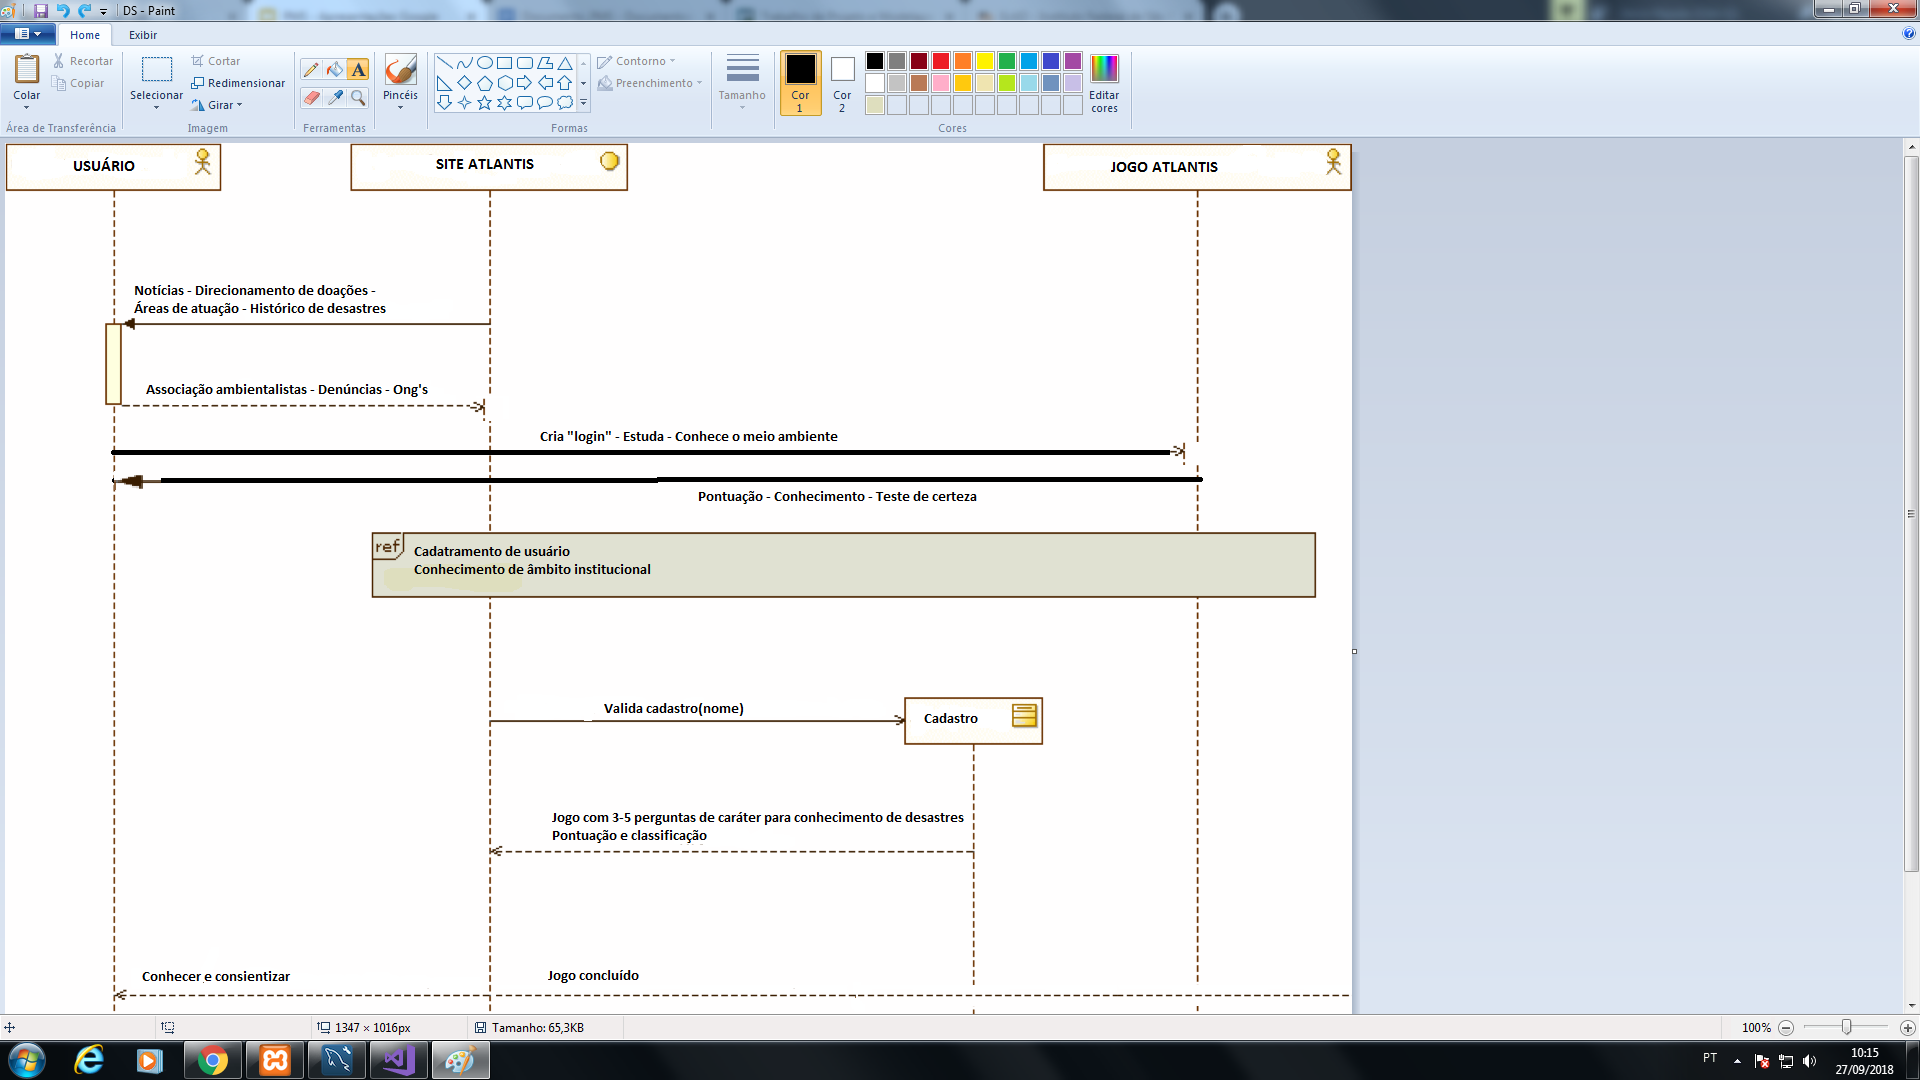 DS - Paint
Home
Exibir
Colar
Recortar
Copiar
Área de Transferência
Selecionar
Cortar
Redimensionar
Girar
Imagem
A
Ferramentas
Pincéis
Contorno
Preenchimento
Formas
Tamanho
Cor
1
Cor
2
Editar
cores
Cores
USUÁRIO
SITE ATLANTIS
JOGO ATLANTIS
Notícias - Direcionamento de doações -
Áreas de atuação - Histórico de desastres
Associação ambientalistas - Denúncias - Ong's
Cria "login" - Estuda - Conhece o meio ambiente
Pontuação - Conhecimento - Teste de certeza
ref
Cadatramento de usuário
Conhecimento de âmbito institucional
Valida cadastro(nome)
Cadastro
Jogo com 3-5 perguntas de caráter para conhecimento de desastres
Pontuação e classificação
Conhecer e consientizar
Jogo concluído
1347 × 1016px
Tamanho: 65,3KB
100%
PT
10:15
27/09/2018